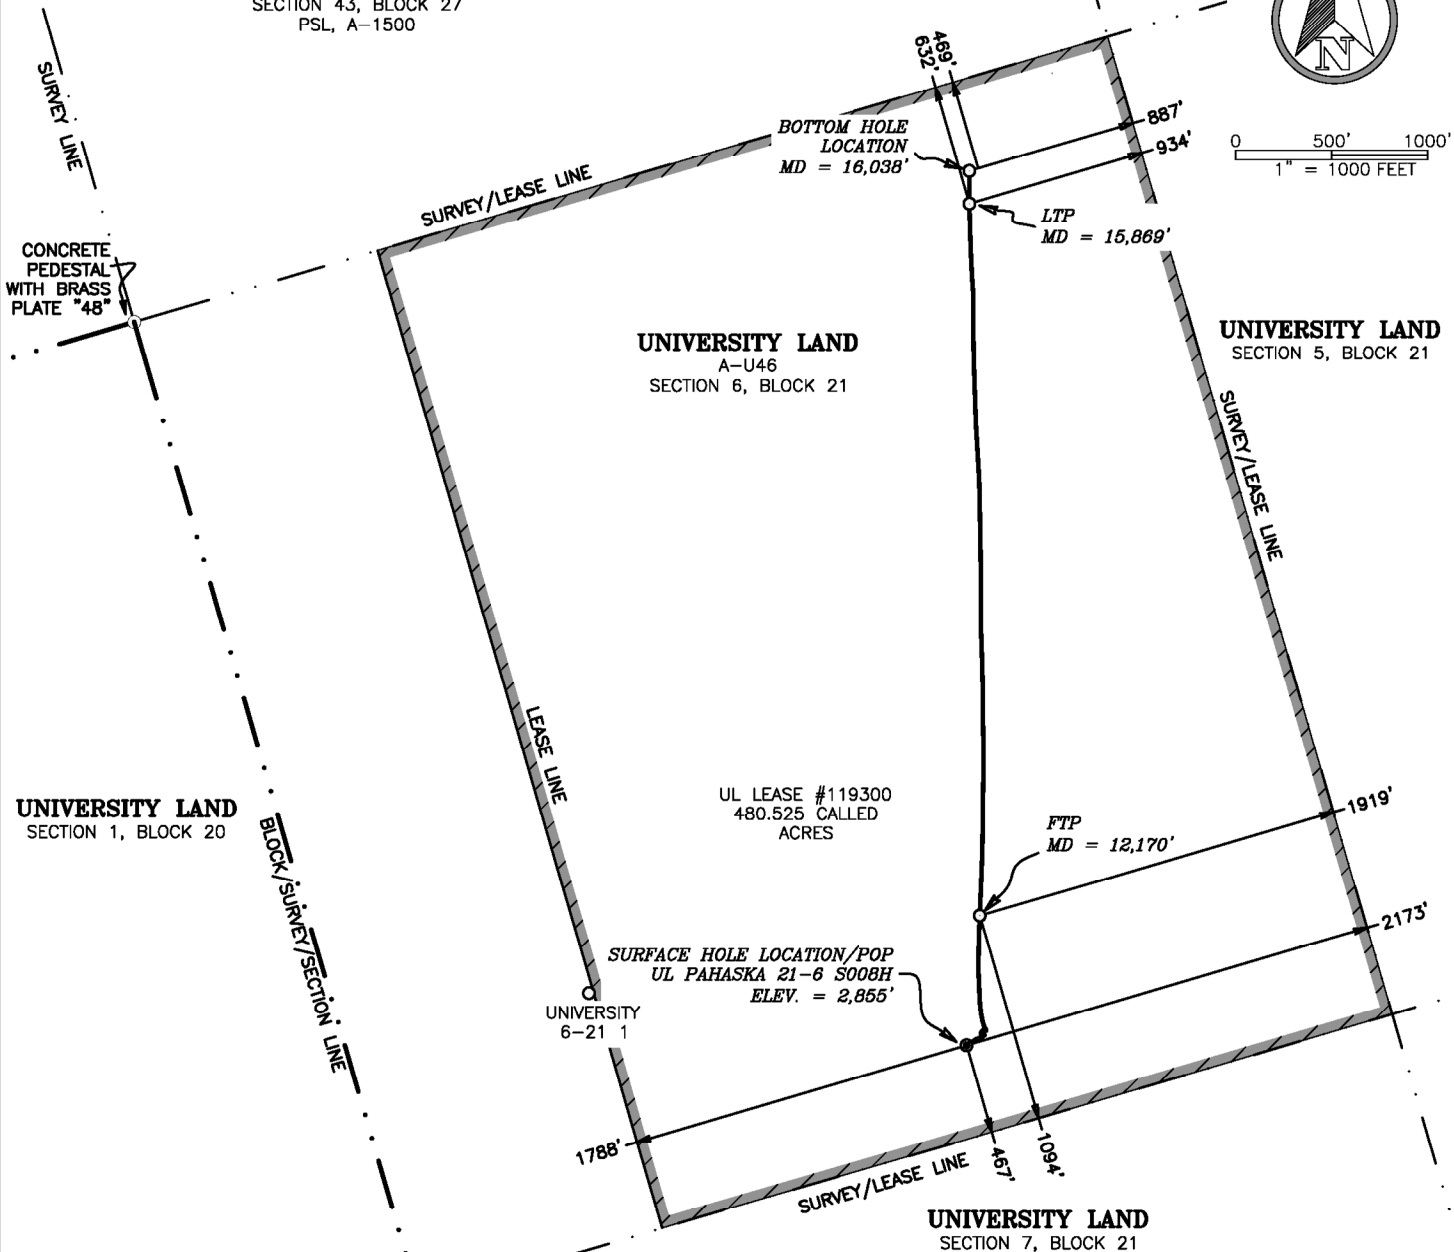 SECTION 43, BLOCK 27
PSL, A-1500
N
0 500' 1000'
1" = 1000 FEET
SURVEY LINE
469'
632'
887'
934'
BOTTOM HOLE
LOCATION
MD = 16,038'
LTP
MD = 15,869'
SURVEY/LEASE LINE
CONCRETE
PEDESTAL
WITH BRASS
PLATE "48"
UNIVERSITY LAND
A-U46
SECTION 6, BLOCK 21
UNIVERSITY LAND
SECTION 5, BLOCK 21
SURVEY/LEASE LINE
LEASE LINE
UL LEASE #119300
480.525 CALLED
ACRES
UNIVERSITY LAND
SECTION 1, BLOCK 20
BLOCK/SURVEY/SECTION LINE
FTP
MD = 12,170'
1919'
2173'
SURFACE HOLE LOCATION/POP
UL PAHASKA 21-6 S008H
ELEV. = 2,855'
UNIVERSITY
6-21 1
1788'
467'
1094'
SURVEY/LEASE LINE
UNIVERSITY LAND
SECTION 7, BLOCK 21